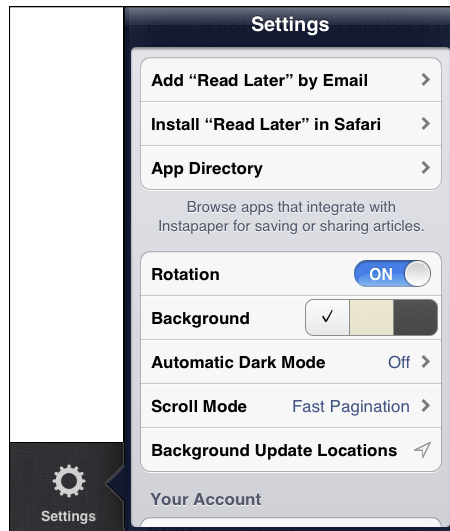 Settings
Add “Read Later” by Email
Install “Read Later” in Safari
App Directory
Browse apps that integrate with
Instapaper for saving or sharing articles.
Rotation ON
Background
Automatic Dark Mode Off
Scroll Mode Fast Pagination
Background Update Locations
Your Account
Settings